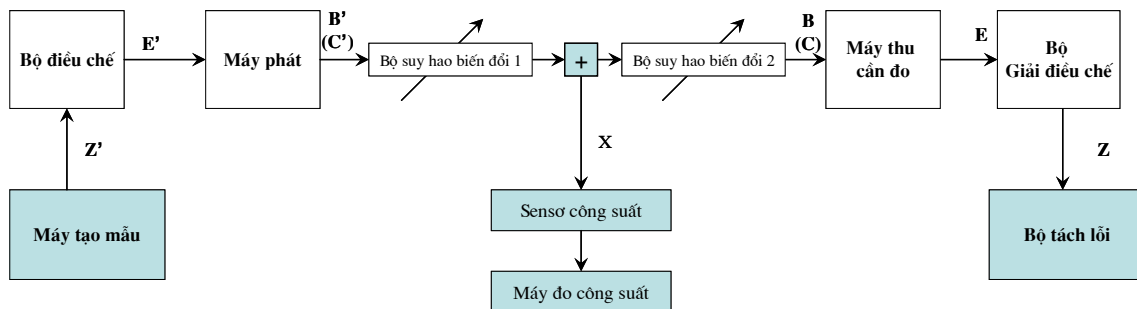 Bộ điều chế
E’
Máy phát
B’
(C’)
Bộ suy hao biến đổi 1
+
Bộ suy hao biến đổi 2
B
(C)
Máy thu
cần đo
E
Bộ
Giải điều chế
Z’
X
Z
Máy tạo mẫu
Sensơ công suất
Bộ tách lỗi
Máy đo công suất